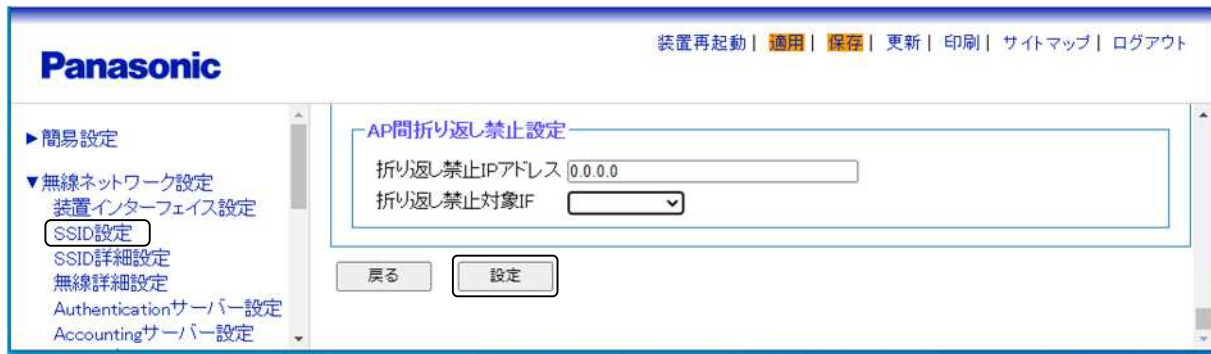 Panasonic
装置再起動| 適用| 保存| 更新| 印刷| サイトマップ| ログアウト
▶簡易設定
▼無線ネットワーク設定
装置インターフェイス設定
SSID設定
SSID詳細設定
無線詳細設定
Authenticationサーバー設定
Accountingサーバー設定
AP間折り返し禁止設定
折り返し禁止IPアドレス 0.0.0.0
折り返し禁止対象IF
戻る 設定